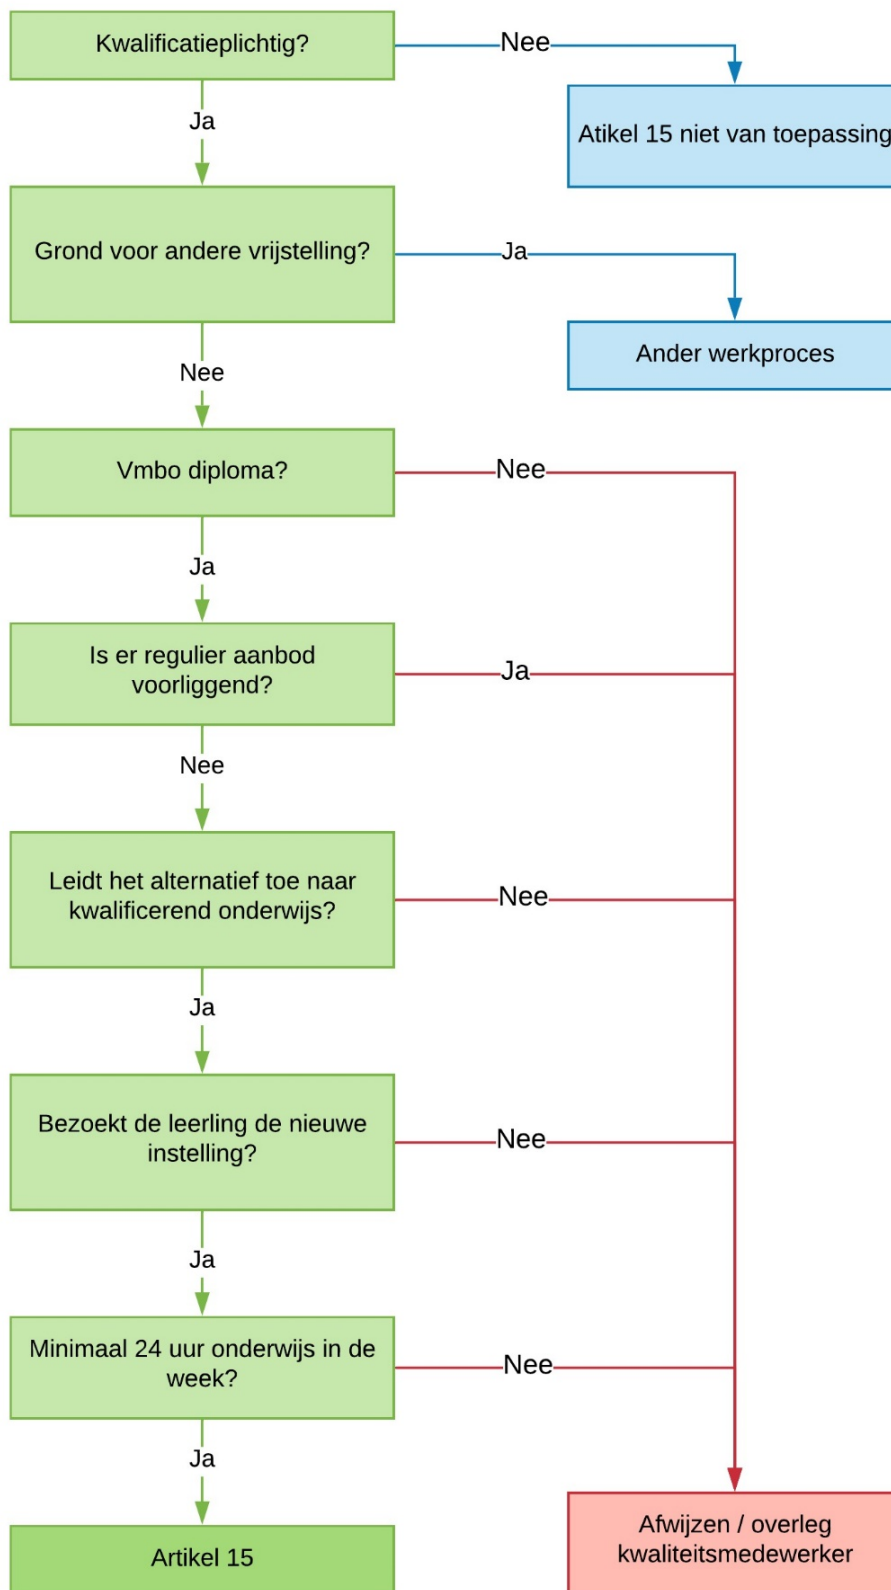 Kwalificatieplichtig?
Nee
Atikel 15 niet van toepassing
Ja
Grond voor andere vrijstelling?
Ja
Ander werkproces
Nee
Vmbo diploma?
Nee
Ja
Is er regulier aanbod
voorliggend?
Ja
Nee
Leidt het alternatief toe naar
kwalificerend onderwijs?
Nee
Ja
Bezoekt de leerling de nieuwe
instelling?
Nee
Ja
Minimaal 24 uur onderwijs in de
week?
Nee
Ja
Artikel 15
Afwijzen / overleg
kwaliteitsmedewerker